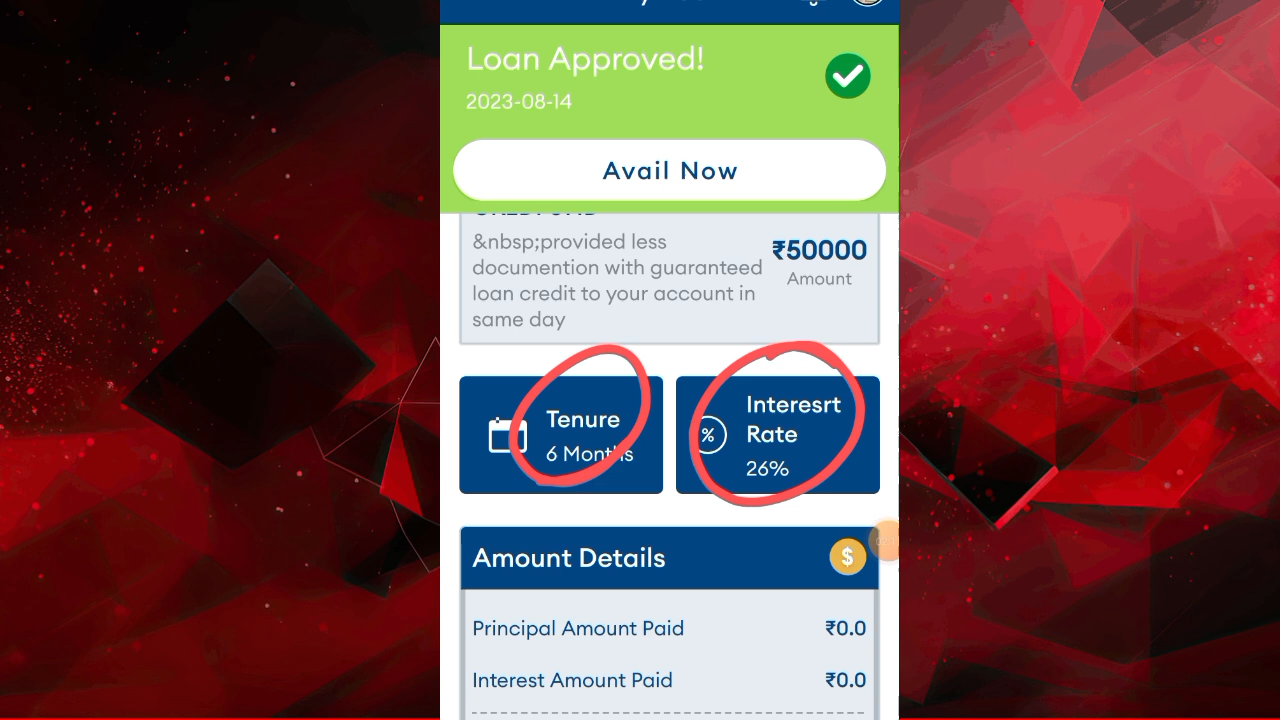 Loan Approved!
2023-08-14
Avail Now
&nbsp;provided less
documention with guaranteed
loan credit to your account in
same day
₹50000
Amount
Tenure
6 Months
Interesrt
Rate
%
26%
Amount Details
$
Principal Amount Paid
₹0.0
Interest Amount Paid
₹0.0